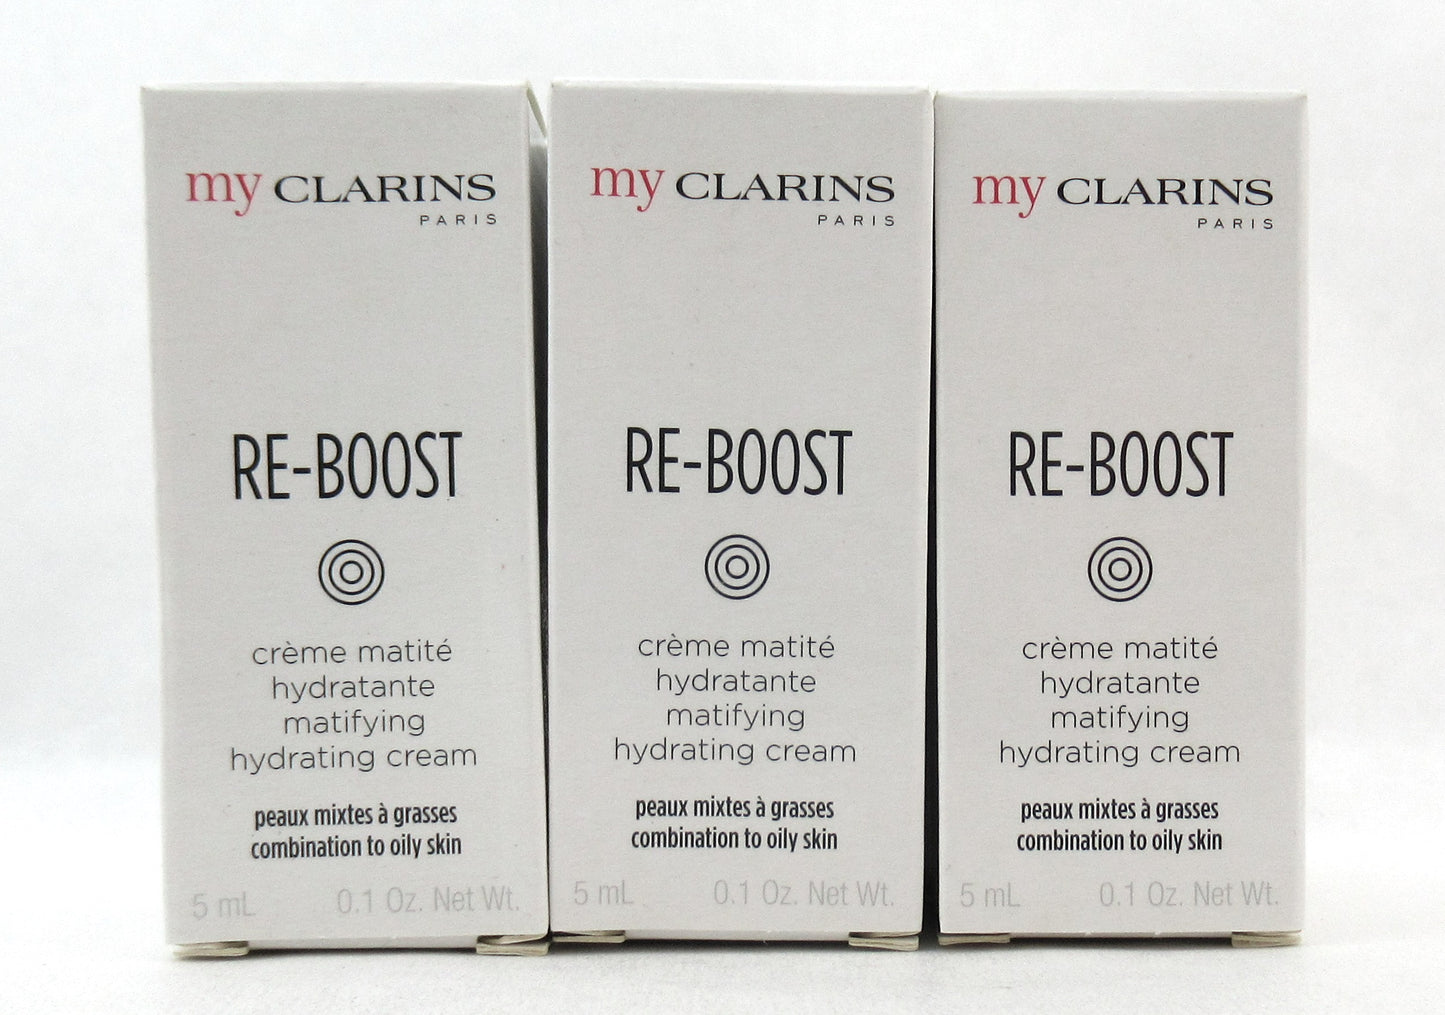 my CLARINS
PARIS
RE-BOOST
crème matité
hydratante
matifying
hydrating cream
peaux mixtes à grasses
combination to oily skin
5 mL 0.1 Oz. Net Wt.
my CLARINS
PARIS
RE-BOOST
crème matité
hydratante
matifying
hydrating cream
peaux mixtes à grasses
combination to oily skin
5 mL 0.1 Oz. Net Wt.
my CLARINS
PARIS
RE-BOOST
crème matité
hydratante
matifying
hydrating cream
peaux mixtes à grasses
combination to oily skin
5 mL 0.1 Oz. Net Wt.